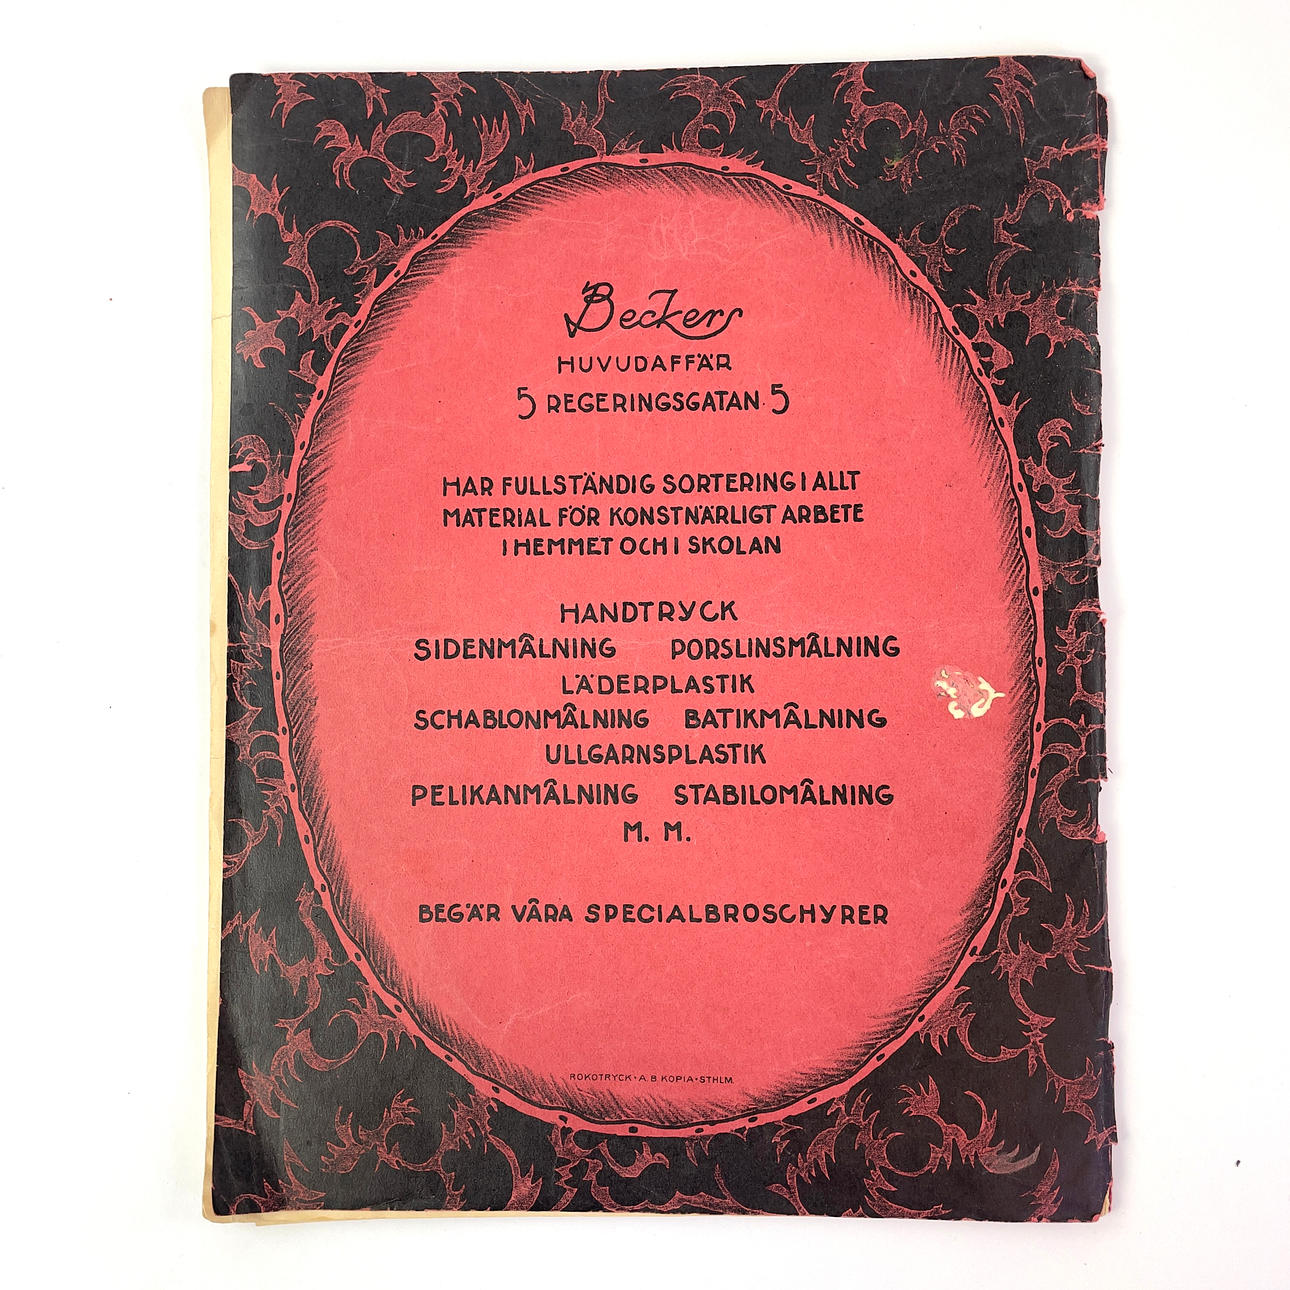 Beckers
HUVUDAFFÄR
5 REGERINGSGATAN. 5
HAR FULLSTÄNDIG SORTERING I ALLT
MATERIAL FÖR KONSTNÄRLIGT ARBETE
I HEMMET OCH I SKOLAN
HANDTRYCK
SIDENMÅLNING PORSLINSMÅLNING
LÄDERPLASTIK
SCHABLONMÅLNING BATIKMÅLNING
ULLGARNSPLASTIK
PELIKANMÅLNING STABILOMÅLNING
M. M.
BEGÄR VÅRA SPECIALBROSCHYRER
ROKOTRYCK • A. B. KOPIA • STHLM.